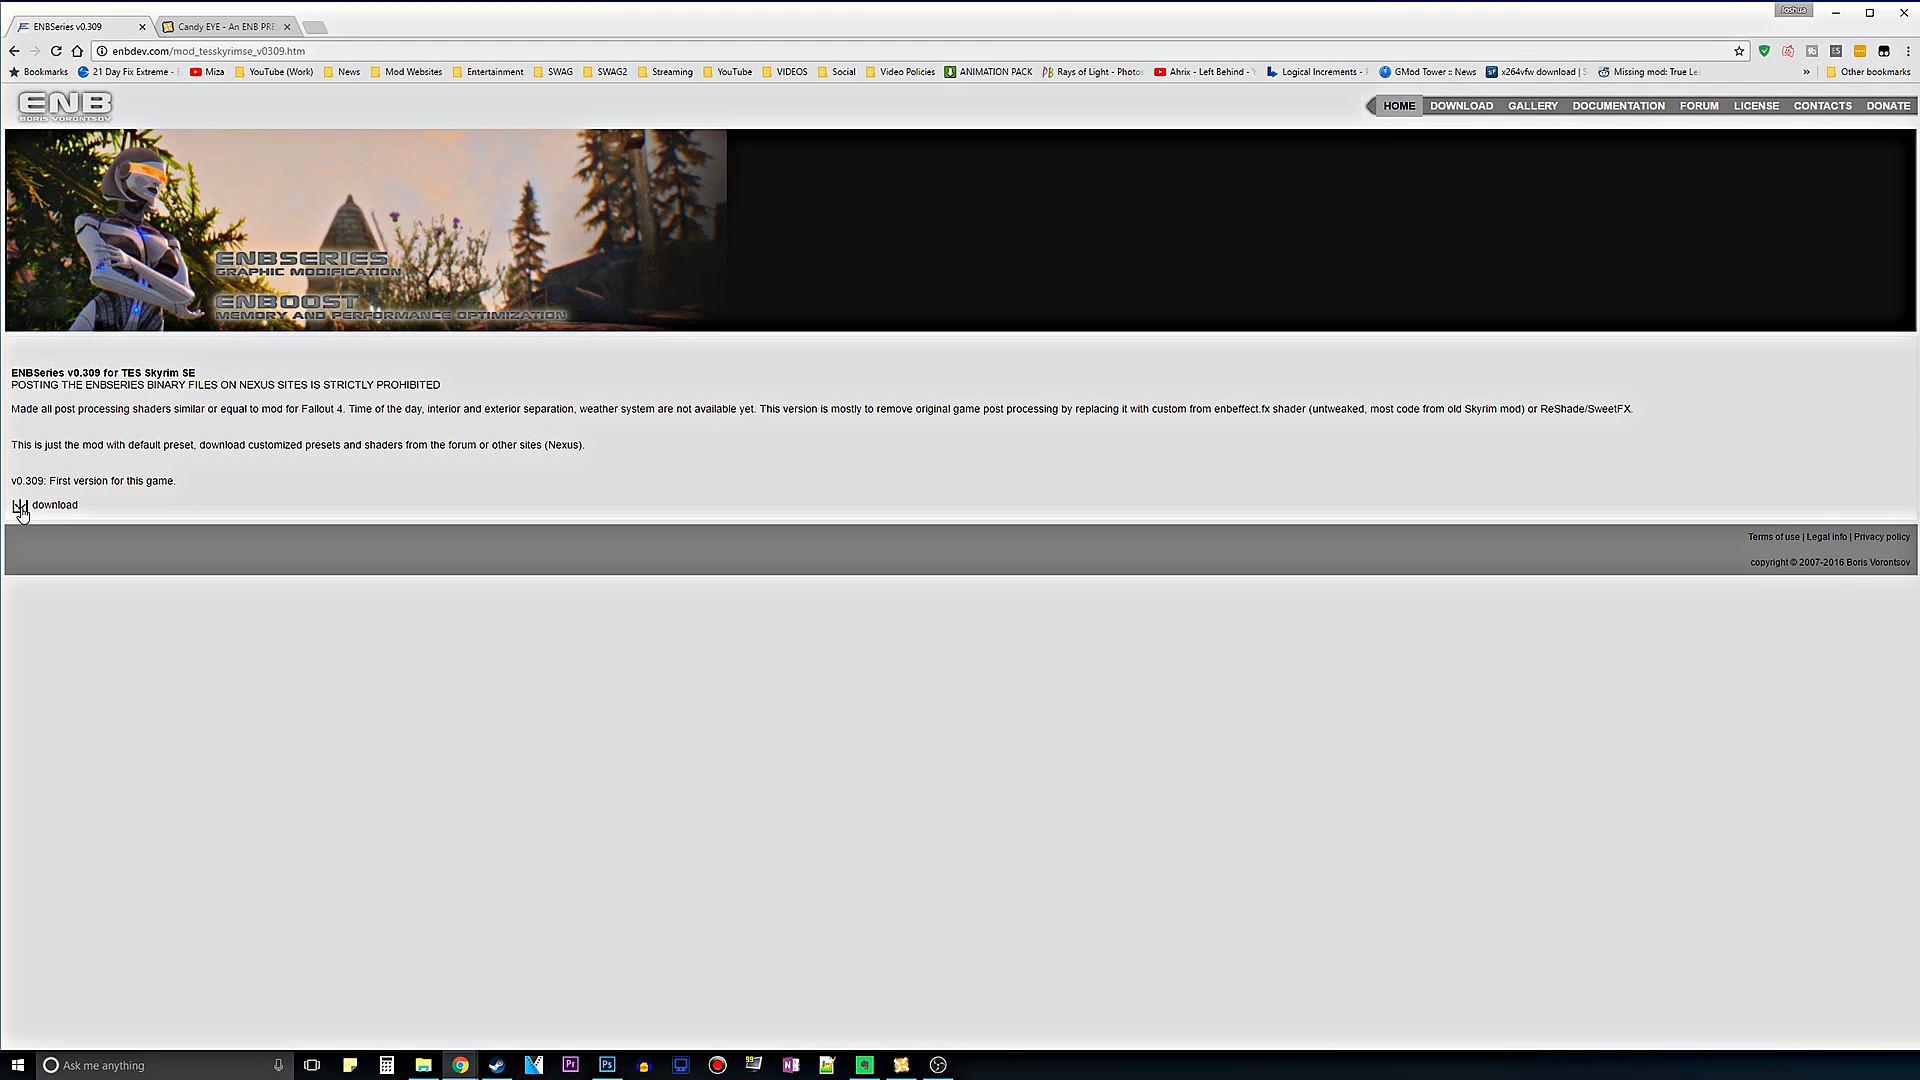 Joshua
ENBSeries v0.309
Candy EYE - An ENB PRE
enbdev.com/mod_tesskyrimse_v0309.htm
Bookmarks
21 Day Fix Extreme -
Miza
YouTube (Work)
News
Mod Websites
Entertainment
SWAG
SWAG2
Streaming
YouTube
VIDEOS
Social
Video Policies
ANIMATION PACK
Rays of Light - Photo
Ahrix - Left Behind -
Logical Increments -
GMod Tower :: News
x264vfw download | S
Missing mod: True Le
»
Other bookmarks
ENB
BORIS VORONTSOV
HOME
DOWNLOAD
GALLERY
DOCUMENTATION
FORUM
LICENSE
CONTACTS
DONATE
ENBSERIES
GRAPHIC MODIFICATION
ENBOOST
MEMORY AND PERFORMANCE OPTIMIZATION
ENBSeries v0.309 for TES Skyrim SE
POSTING THE ENBSERIES BINARY FILES ON NEXUS SITES IS STRICTLY PROHIBITED
Made all post processing shaders similar or equal to mod for Fallout 4. Time of the day, interior and exterior separation, weather system are not available yet. This version is mostly to remove original game post processing by replacing it with custom from enbeffect.fx shader (untweaked, most code from old Skyrim mod) or ReShade/SweetFX.
This is just the mod with default preset, download customized presets and shaders from the forum or other sites (Nexus).
v0.309: First version for this game.
download
Terms of use | Legal info | Privacy policy
copyright © 2007-2016 Boris Vorontsov
Ask me anything
Pr
Ps
99